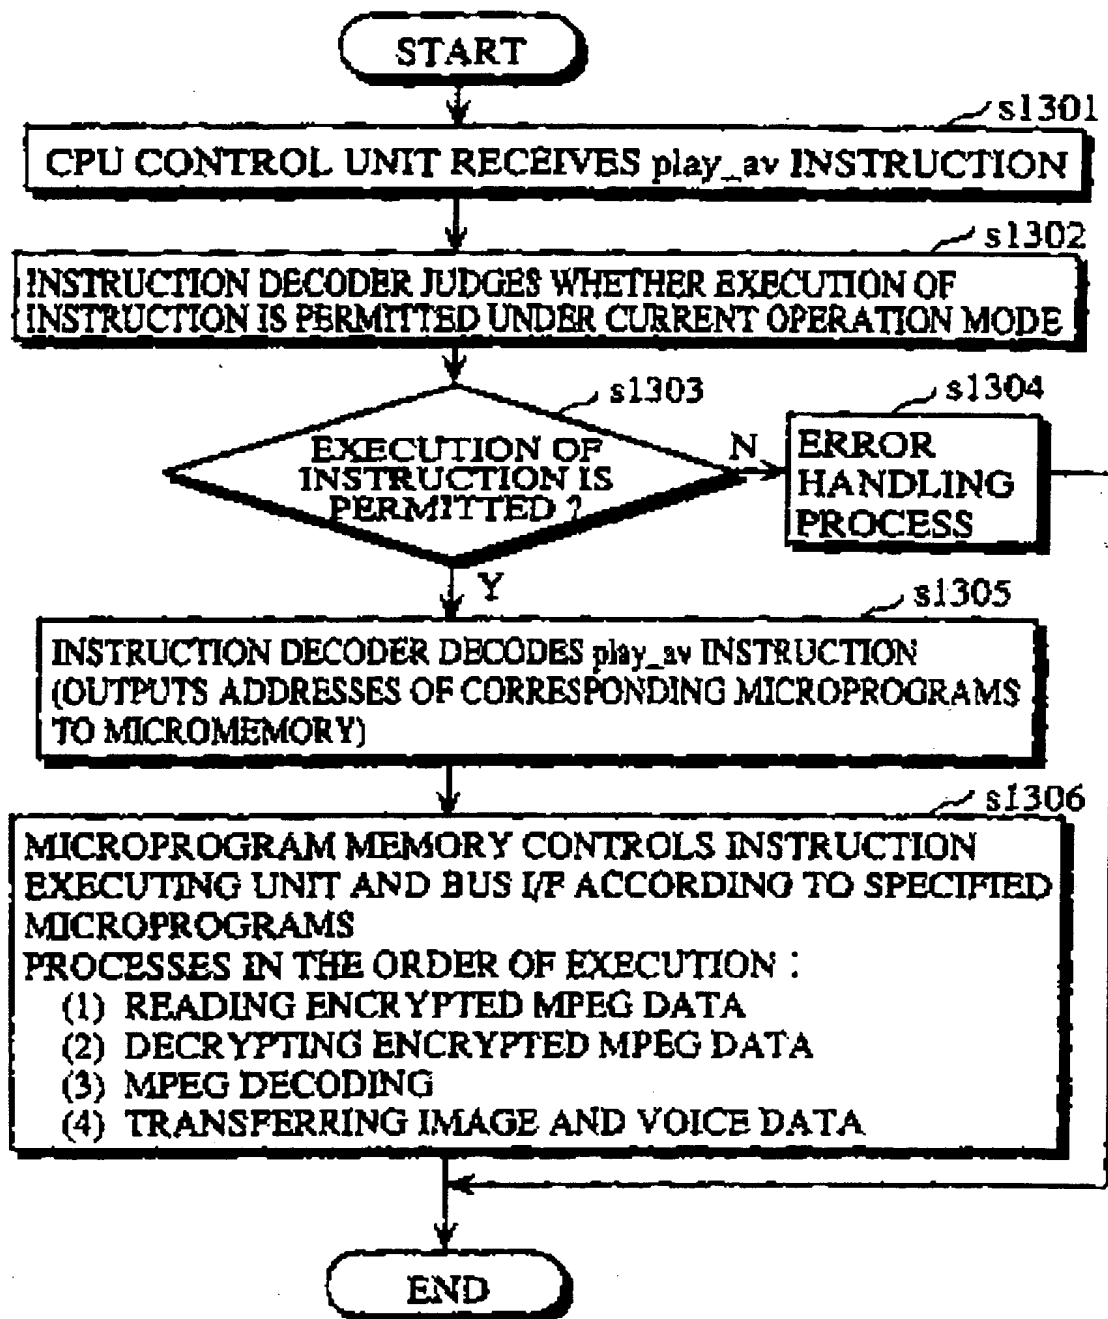 START
s1301
CPU CONTROL UNIT RECEIVES play_av INSTRUCTION
s1302
INSTRUCTION DECODER JUDGES WHETHER EXECUTION OF
INSTRUCTION IS PERMITTED UNDER CURRENT OPERATION MODE
s1303
EXECUTION OF
INSTRUCTION IS
PERMITTED ?
N
s1304
ERROR
HANDLING
PROCESS
Y
s1305
INSTRUCTION DECODER DECODES play_av INSTRUCTION
(OUTPUTS ADDRESSES OF CORRESPONDING MICROPROGRAMS
TO MICROMEMORY)
s1306
MICROPROGRAM MEMORY CONTROLS INSTRUCTION
EXECUTING UNIT AND BUS I/F ACCORDING TO SPECIFIED
MICROPROGRAMS
PROCESSES IN THE ORDER OF EXECUTION :
(1) READING ENCRYPTED MPEG DATA
(2) DECRYPTING ENCRYPTED MPEG DATA
(3) MPEG DECODING
(4) TRANSFERRING IMAGE AND VOICE DATA
END